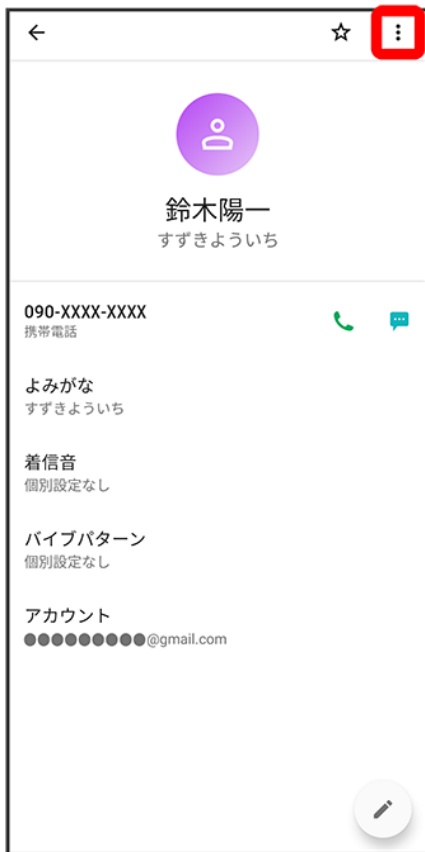 鈴木陽一
すずきよういち
090-XXXX-XXXX
携帯電話
よみがな
すずきよういち
着信音
個別設定なし
バイブパターン
個別設定なし
アカウント
●●●●●●●●●@gmail.com